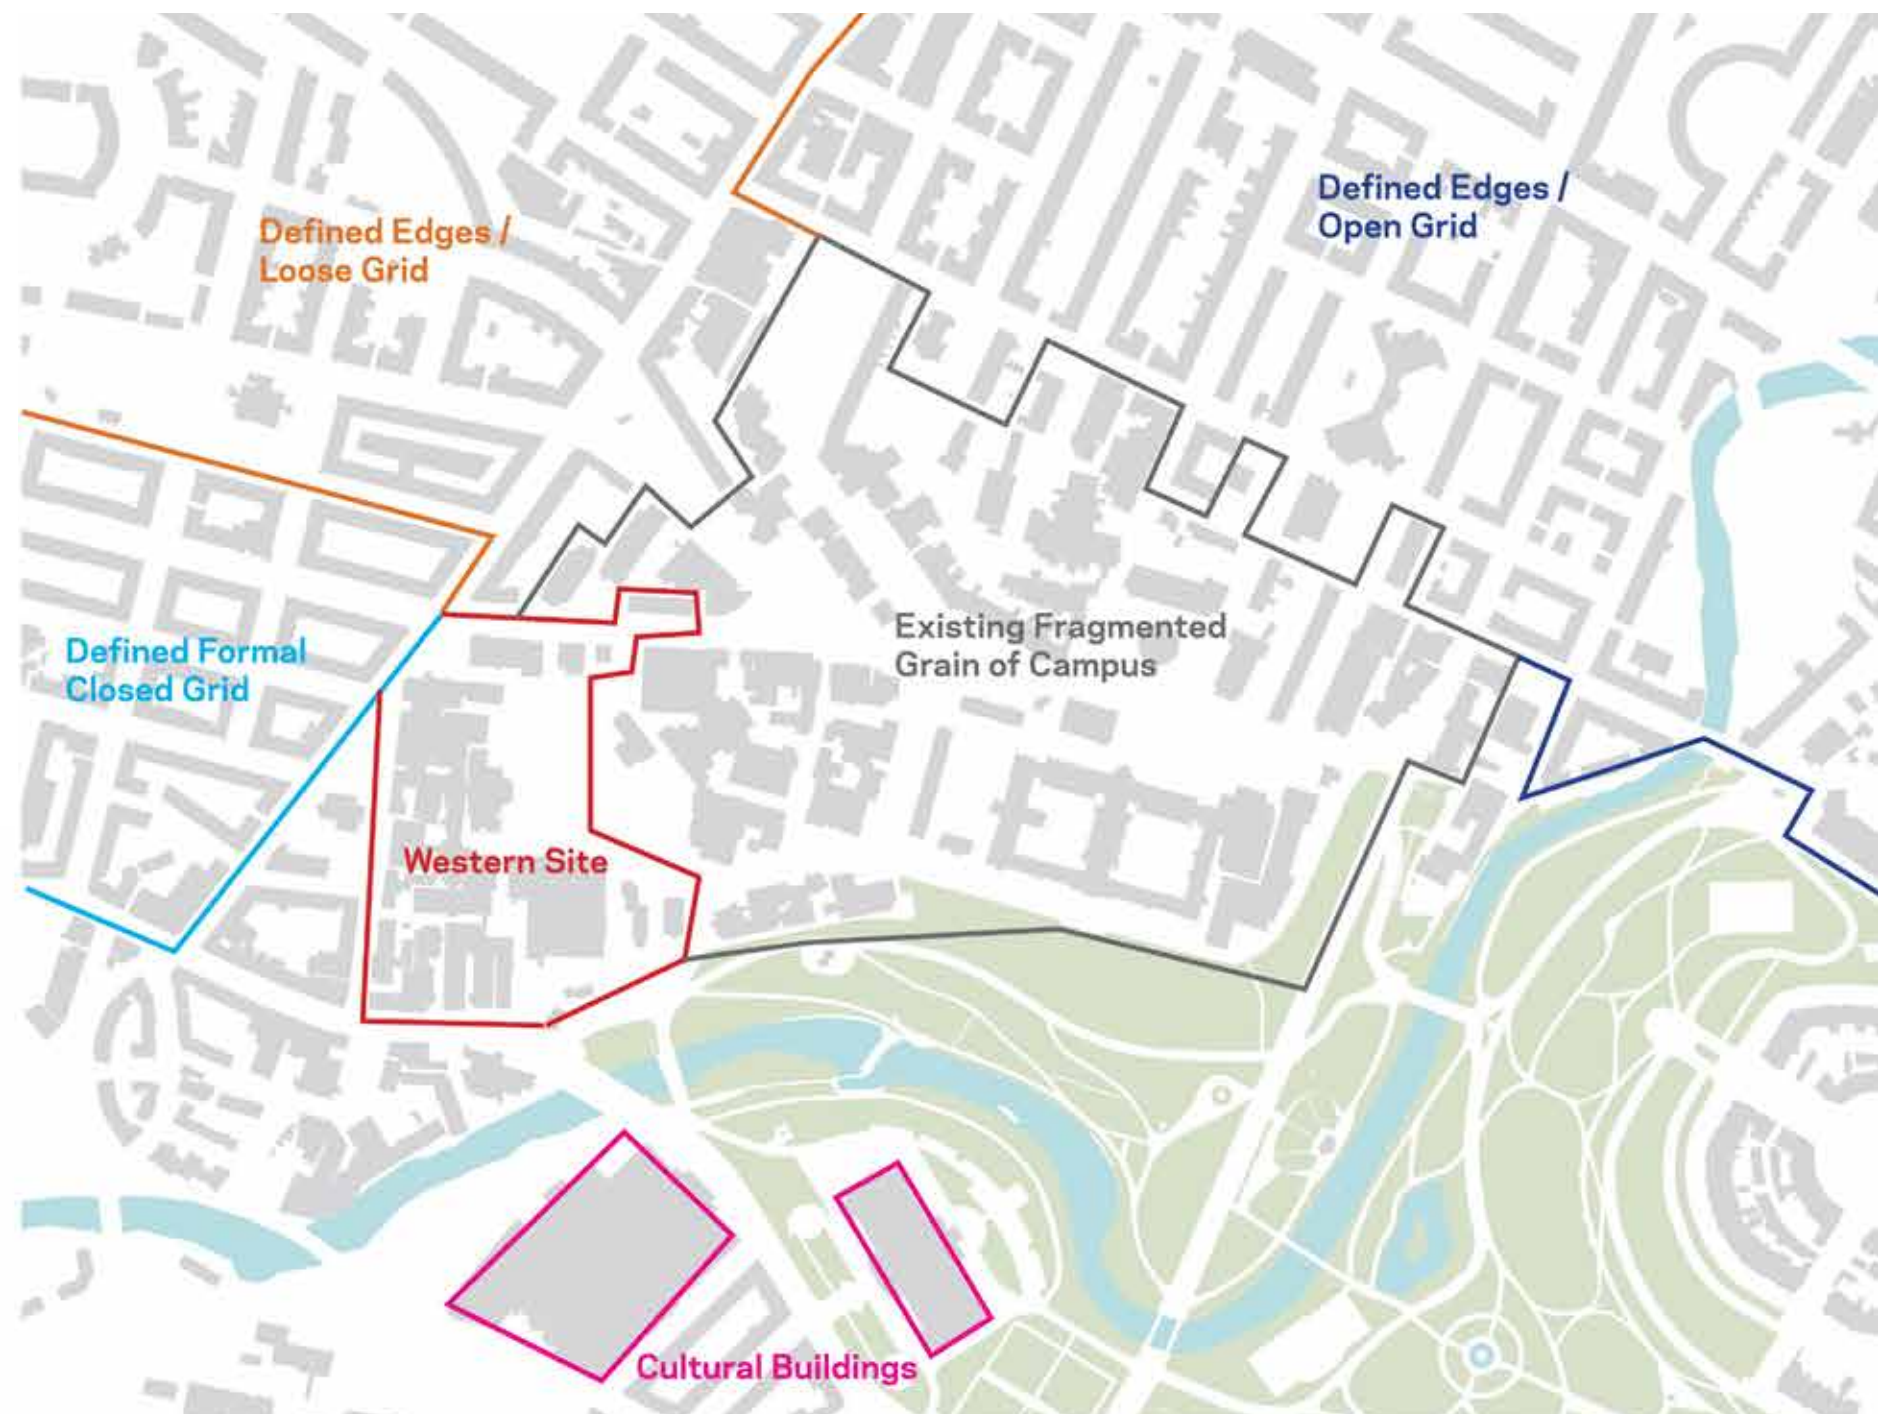 Defined Edges /
Open Grid
Defined Edges /
Loose Grid
Existing Fragmented
Grain of Campus
Defined Formal
Closed Grid
Western Site
Cultural Buildings